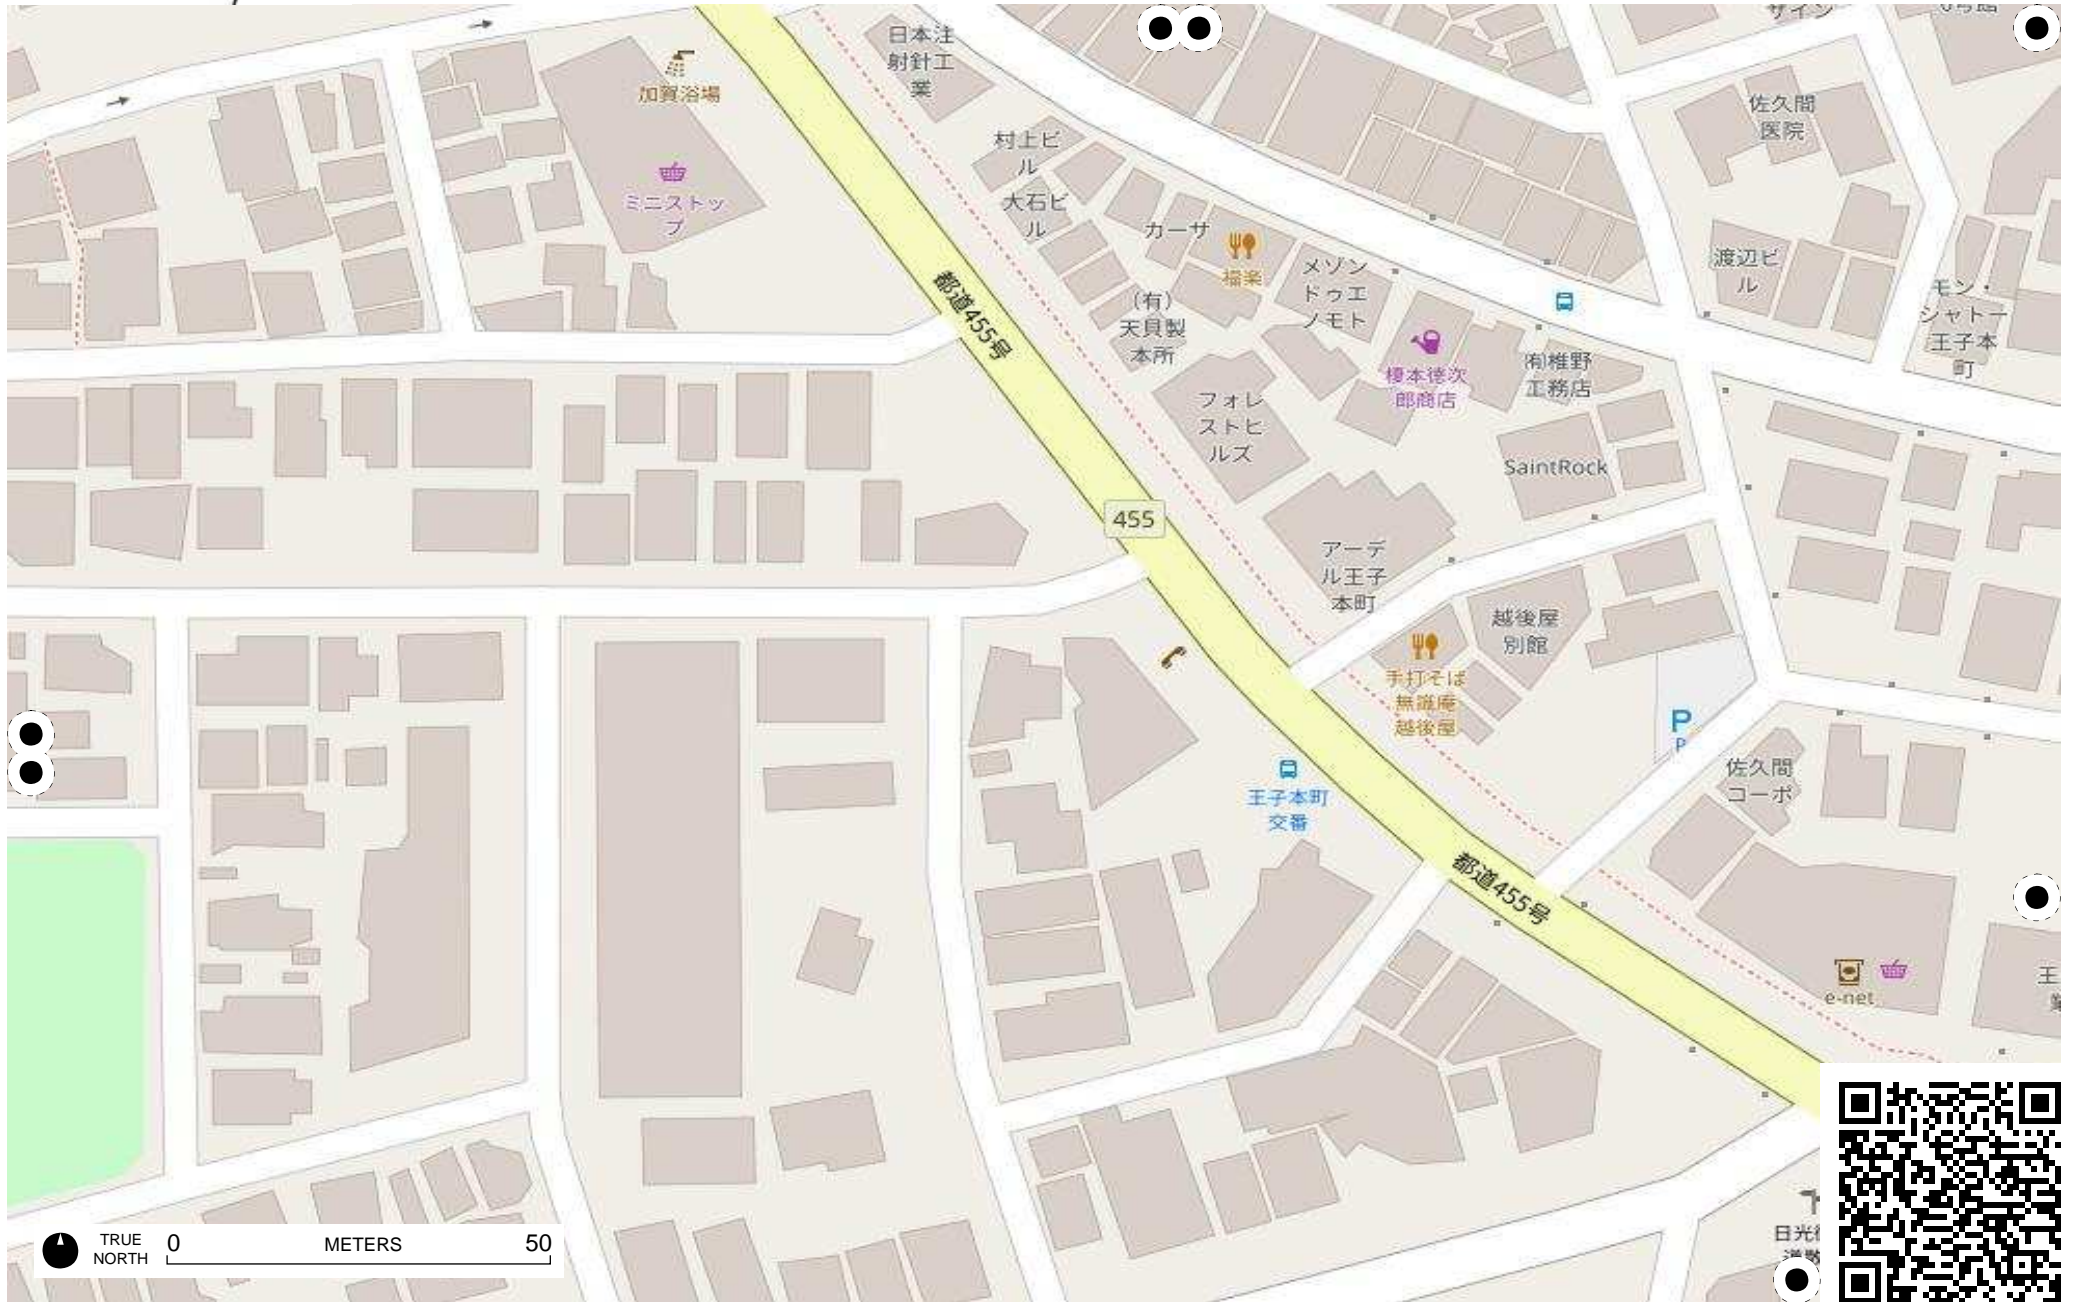 日本注
射針工
業
加賀浴場
佐久間
医院
村上ビ
ル
ミニストッ
プ
大石ビ
ル
カーサ
福楽
メゾン
ドゥエ
ノモト
渡辺ビ
ル
モン・
シャトー
王子本
町
(有)
天貝製
本所
都道455号
榎本徳次
郎商店
㈲椎野
工務店
フォレ
ストヒ
ルズ
SaintRock
455
アーデ
ル王子
本町
越後屋
別館
手打そば
無識庵
越後屋
P
王子本町
交番
佐久間
コーポ
都道455号
e-net
王
日光
TRUE
NORTH
0
METERS
50